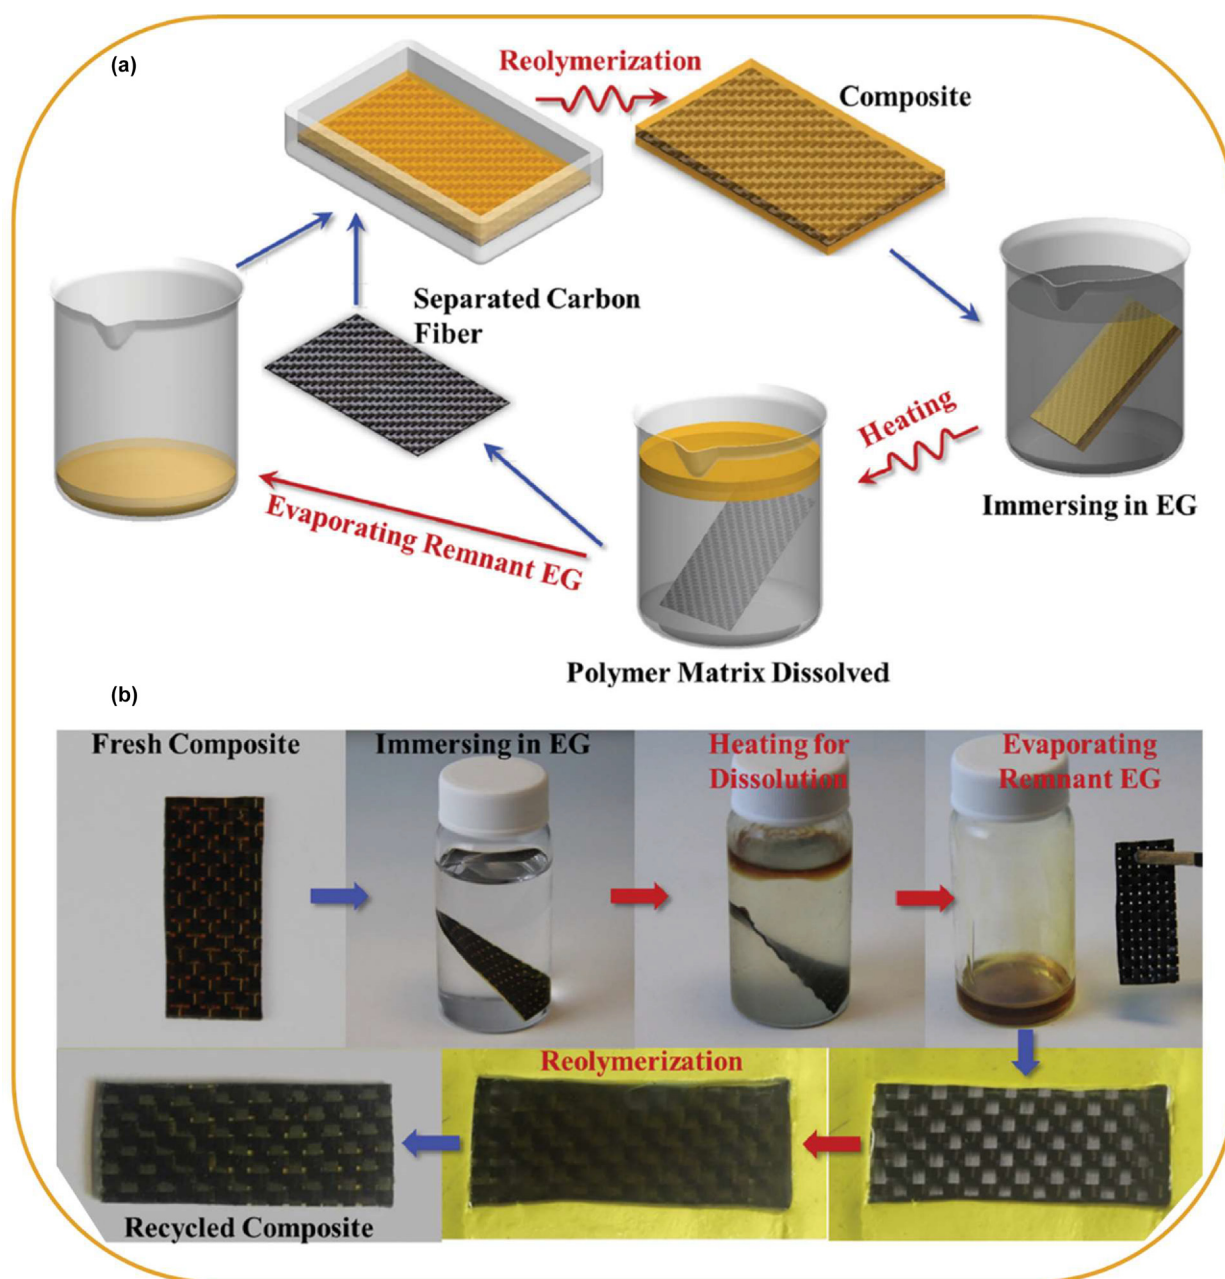 (a)
Reolymerization
Composite
Separated Carbon
Fiber
Heating
Immersing in EG
Evaporating Remnant EG
Polymer Matrix Dissolved
(b)
Fresh Composite
Immersing in EG
Heating for
Dissolution
Evaporating
Remnant EG
Reolymerization
Recycled Composite